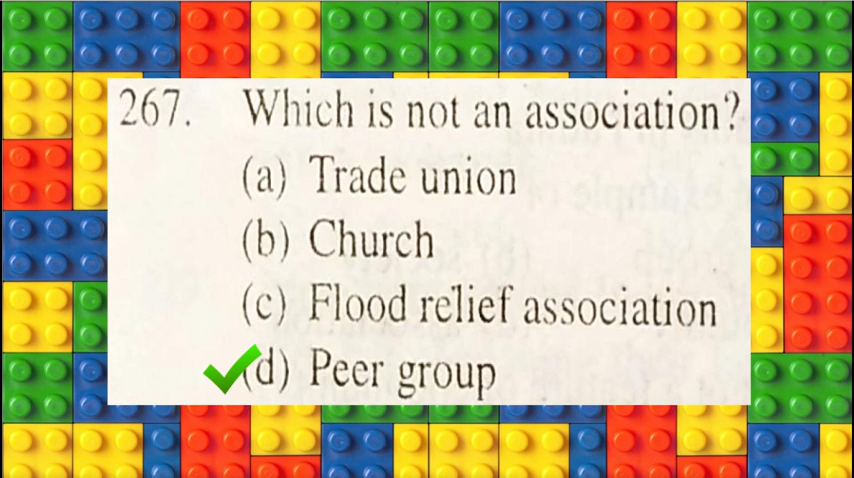 267. Which is not an association?
(a) Trade union
(b) Church
(c) Flood relief association
(d) Peer group